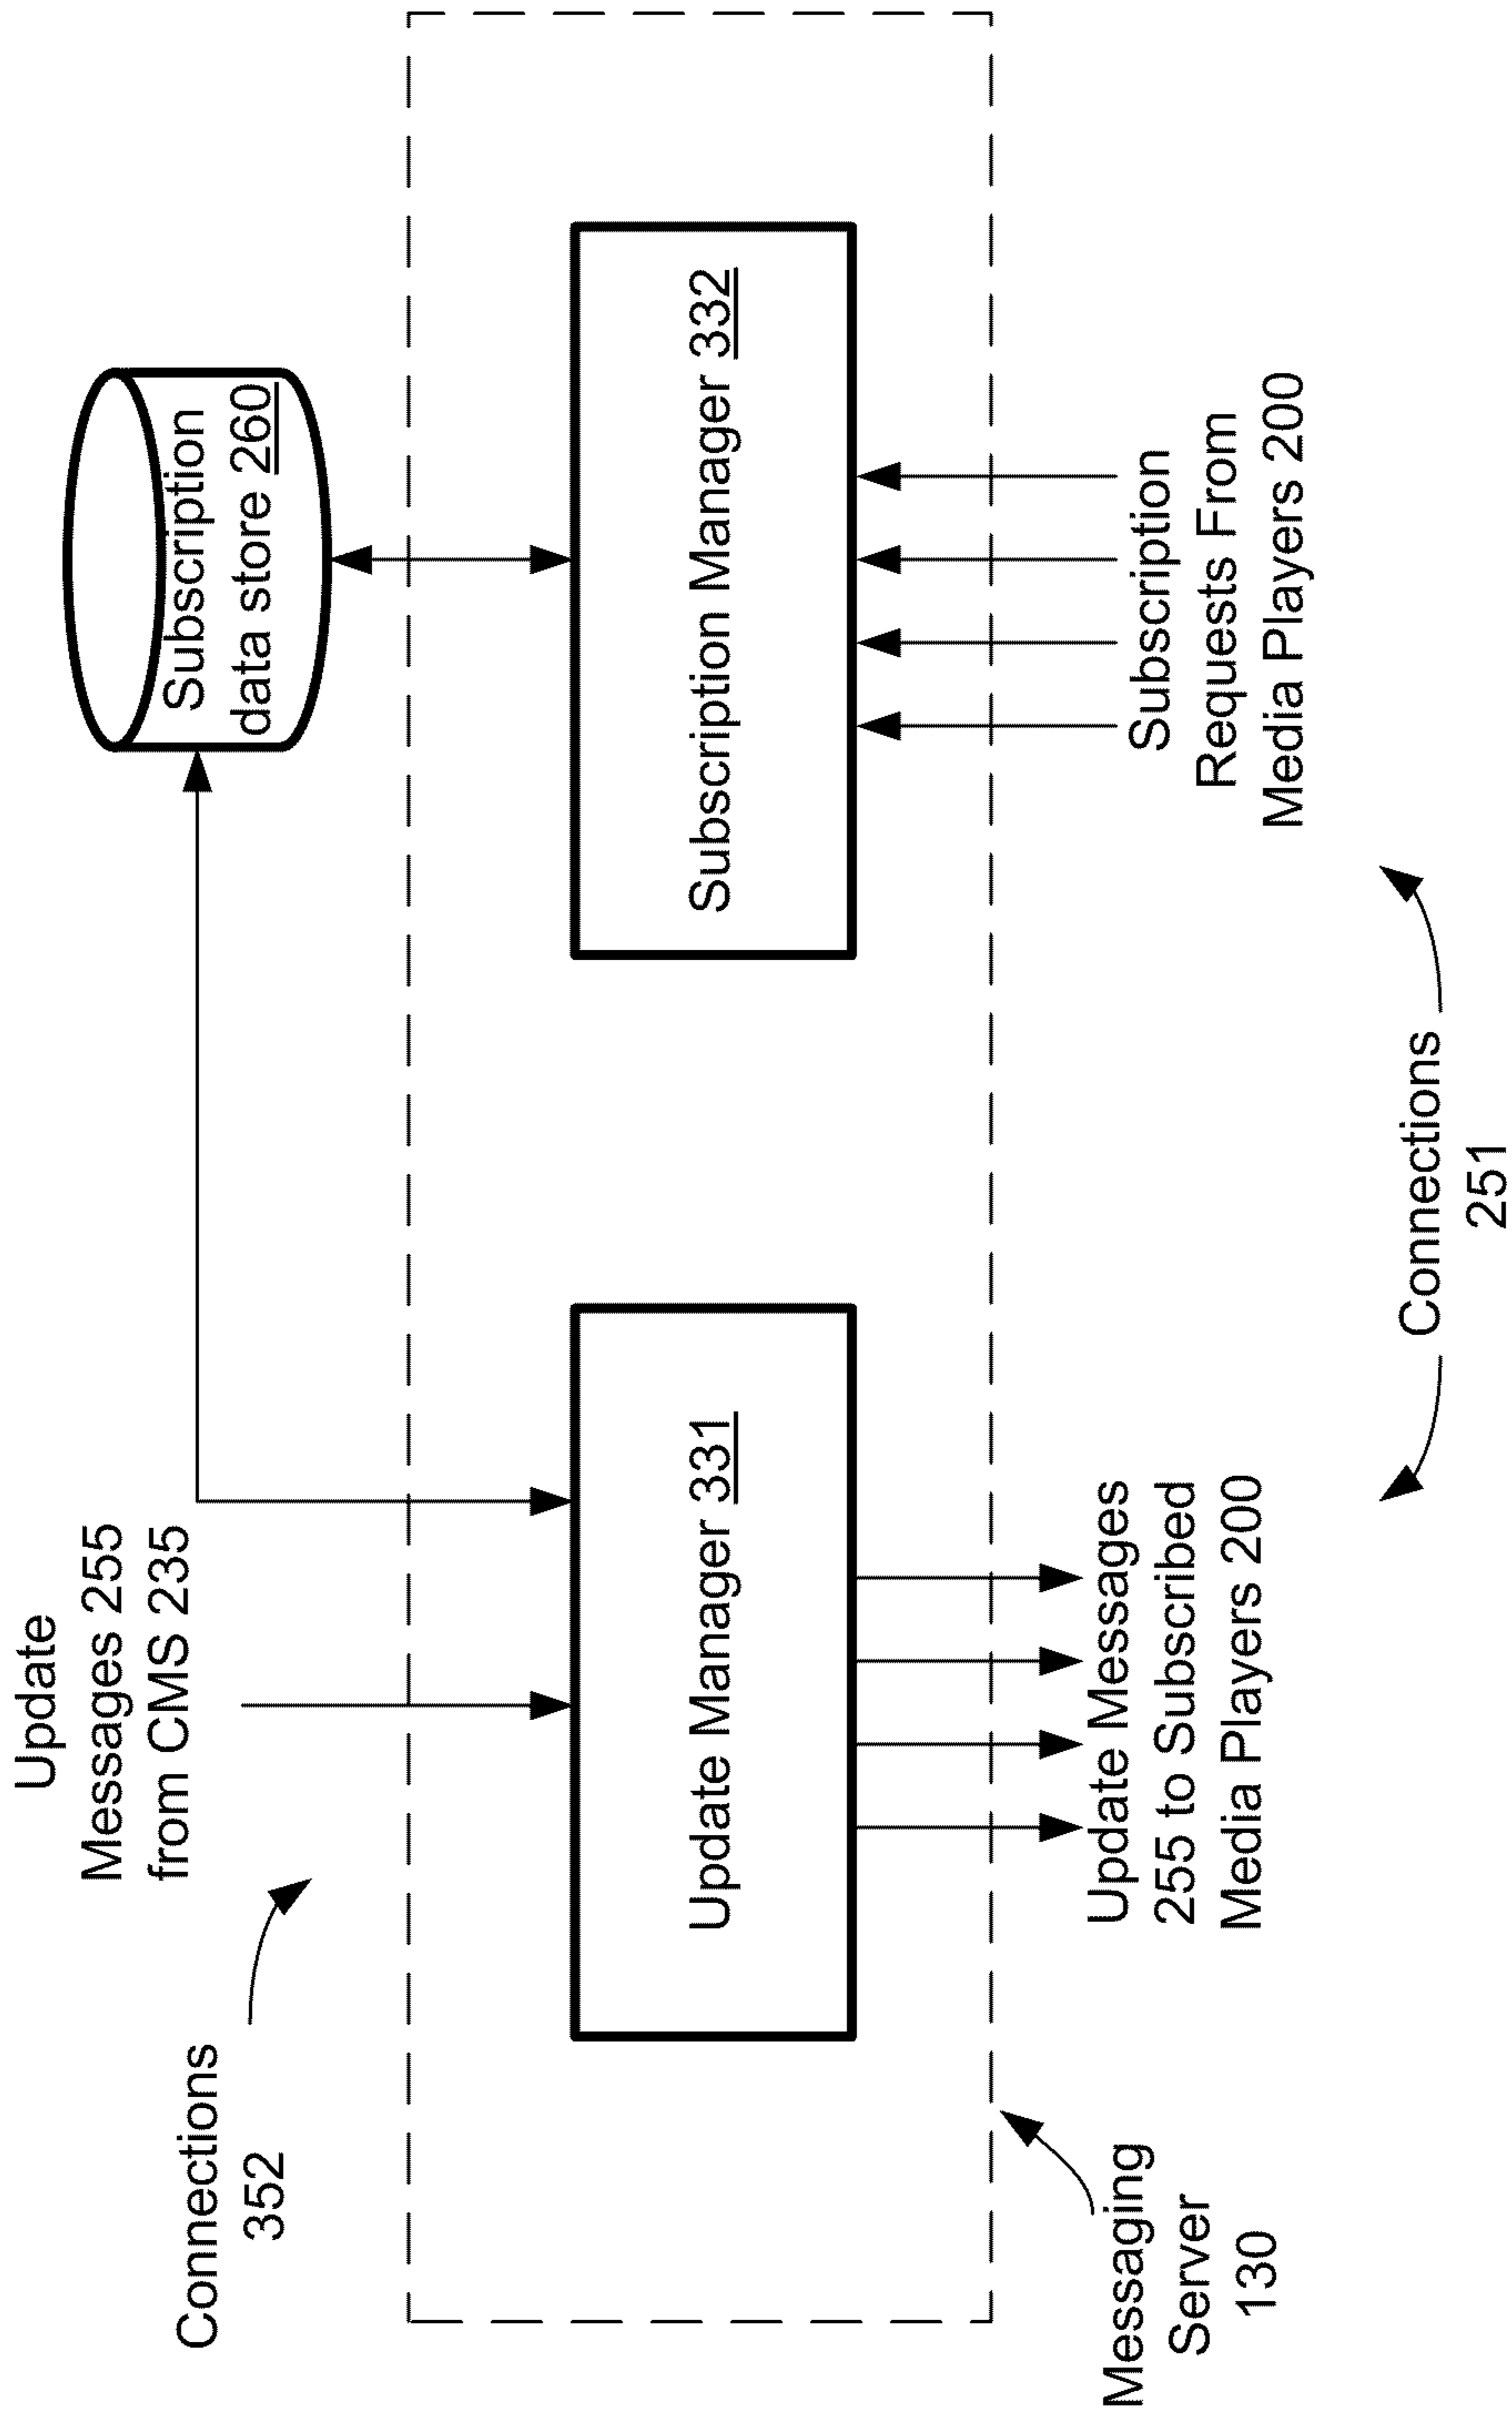 Update
Messages 255
from CMS 235
Connections
352
Subscription
data store 260
Update Manager 331
Subscription Manager 332
Update Messages
255 to Subscribed
Media Players 200
Subscription
Requests From
Media Players 200
Messaging
Server
130
Connections
251